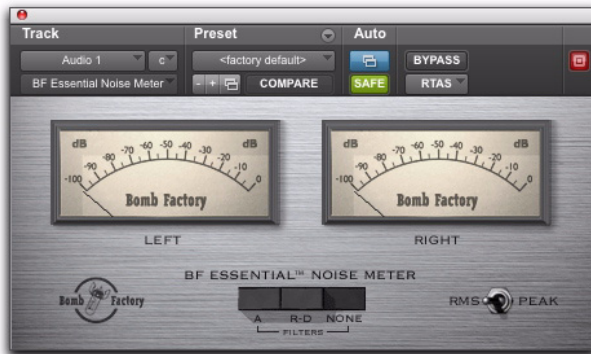 Track Preset Auto
Audio 1 c <factory default> BYPASS
BF Essential Noise Meter - + COMPARE SAFE RTAS
dB dB
-100 -90 -80 -70 -60 -50 -40 -30 -20 -10 0
Bomb Factory
LEFT
dB dB
-100 -90 -80 -70 -60 -50 -40 -30 -20 -10 0
Bomb Factory
RIGHT
BF ESSENTIAL™ NOISE METER
Bomb Factory
A R-D NONE
FILTERS
RMS PEAK